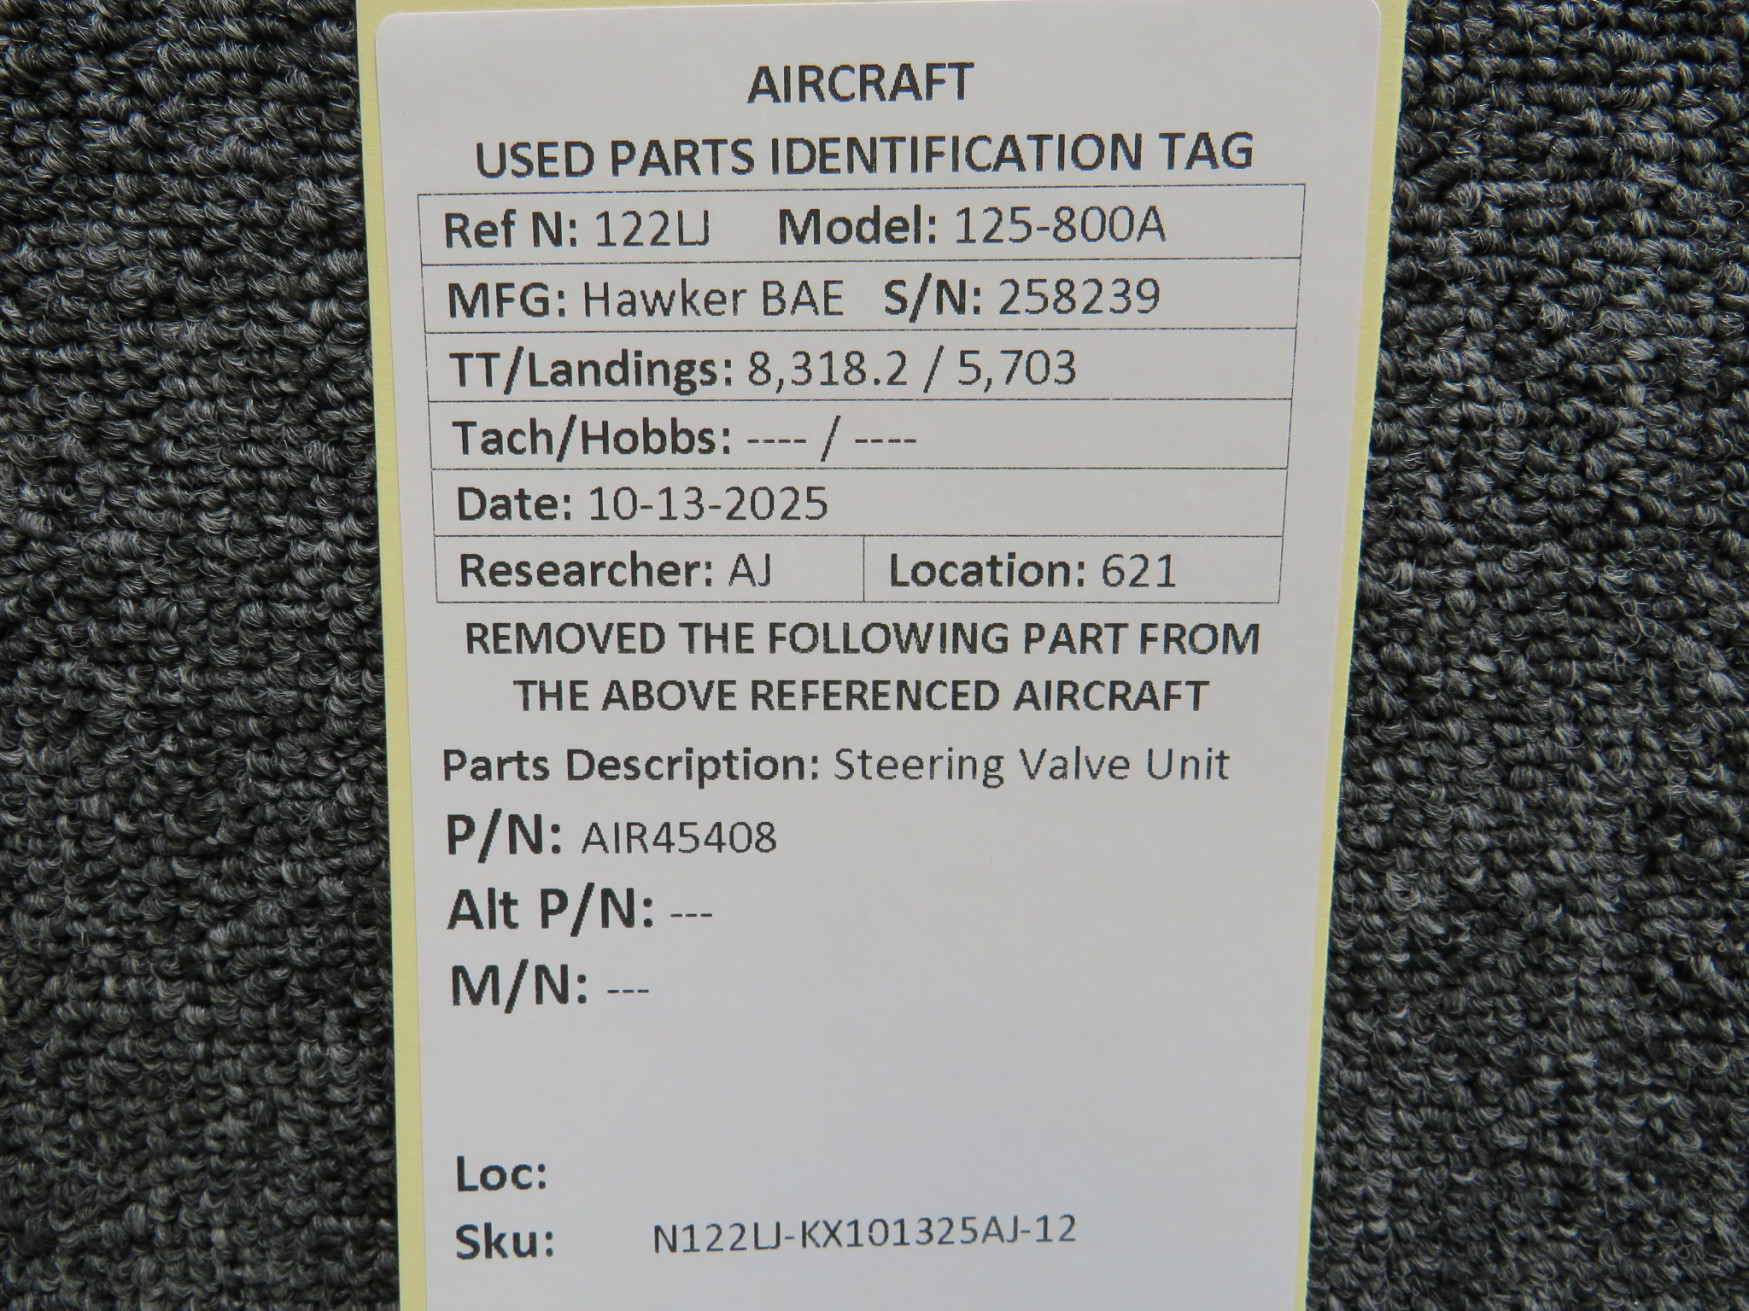 AIRCRAFT
USED PARTS IDENTIFICATION TAG
Ref N: 122LJ Model: 125-800A
MFG: Hawker BAE S/N: 258239
TT/Landings: 8,318.2 / 5,703
Tach/Hobbs: ---- / ----
Date: 10-13-2025
Researcher: AJ Location: 621
REMOVED THE FOLLOWING PART FROM
THE ABOVE REFERENCED AIRCRAFT
Parts Description: Steering Valve Unit
P/N: AIR45408
Alt P/N: ---
M/N: ---
Loc:
Sku: N122LJ-KX101325AJ-12